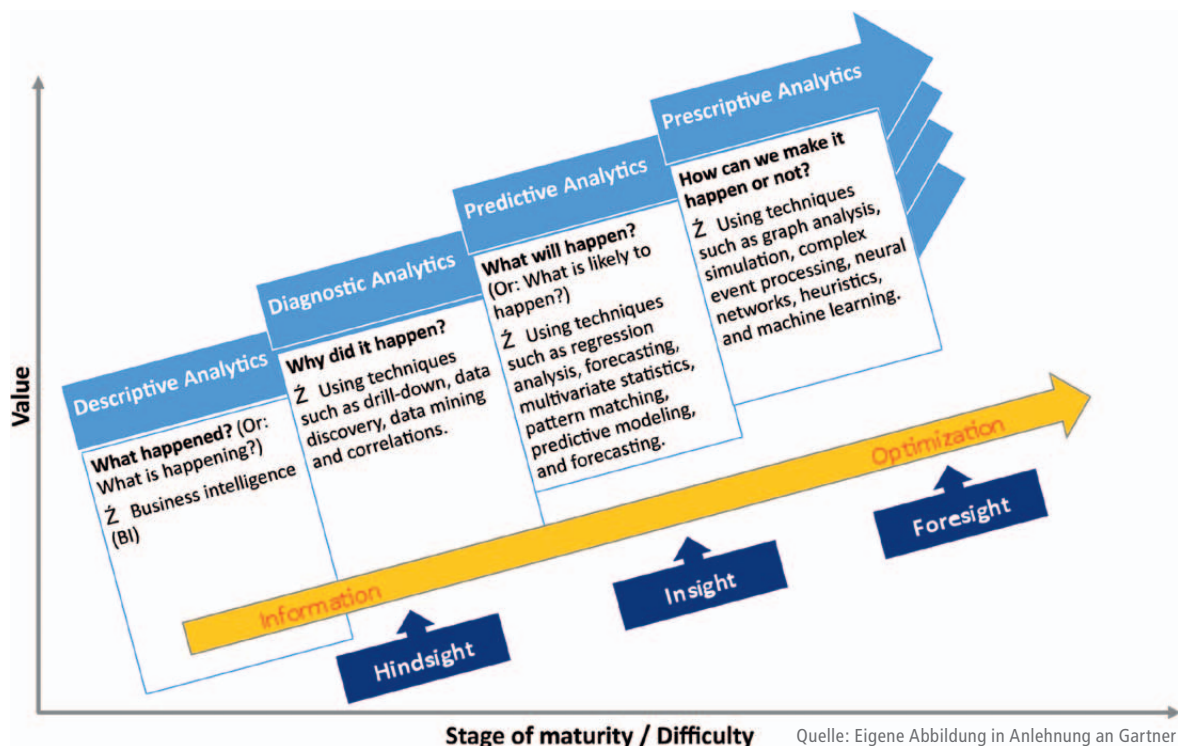 Value
Descriptive Analytics
What happened? (Or:
What is happening?)
Ż Business intelligence
(BI)
Diagnostic Analytics
Why did it happen?
Ż Using techniques
such as drill-down, data
discovery, data mining
and correlations.
Predictive Analytics
What will happen?
(Or: What is likely to
happen?)
Ż Using techniques
such as regression
analysis, forecasting,
multivariate statistics,
pattern matching,
predictive modeling,
and forecasting.
Prescriptive Analytics
How can we make it
happen or not?
Ż Using techniques
such as graph analysis,
simulation, complex
event processing, neural
networks, heuristics,
and machine learning.
Information
Optimization
Hindsight
Insight
Foresight
Stage of maturity / Difficulty
Quelle: Eigene Abbildung in Anlehnung an Gartner